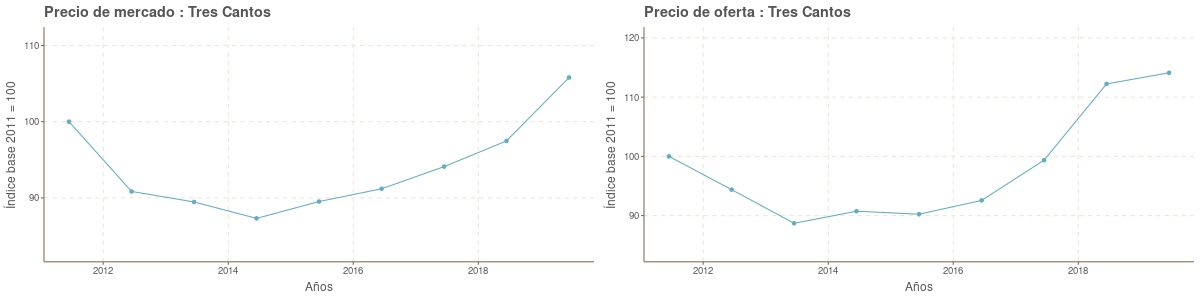 Precio de mercado : Tres Cantos
110
100
90
Índice base 2011 = 100
2012 2014 2016 2018
Años
Precio de oferta : Tres Cantos
120
110
100
90
Índice base 2011 = 100
2012 2014 2016 2018
Años